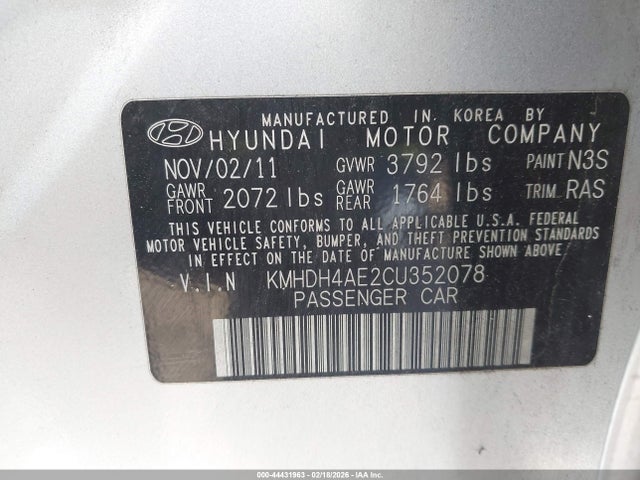 MANUFACTURED IN KOREA BY
HYUNDAI MOTOR COMPANY
NOV/02/11 GVWR 3792 lbs PAINT N3S
GAWR FRONT 2072 lbs GAWR REAR 1764 lbs TRIM RAS
THIS VEHICLE CONFORMS TO ALL APPLICABLE U.S.A. FEDERAL
MOTOR VEHICLE SAFETY, BUMPER, AND THEFT PREVENTION STANDARDS
IN EFFECT ON THE DATE OF MANUFACTURE SHOWN ABOVE
V.I.N KMHDH4AE2CU352078
PASSENGER CAR
000-44431963 - 02/18/2026 - IAA Inc.